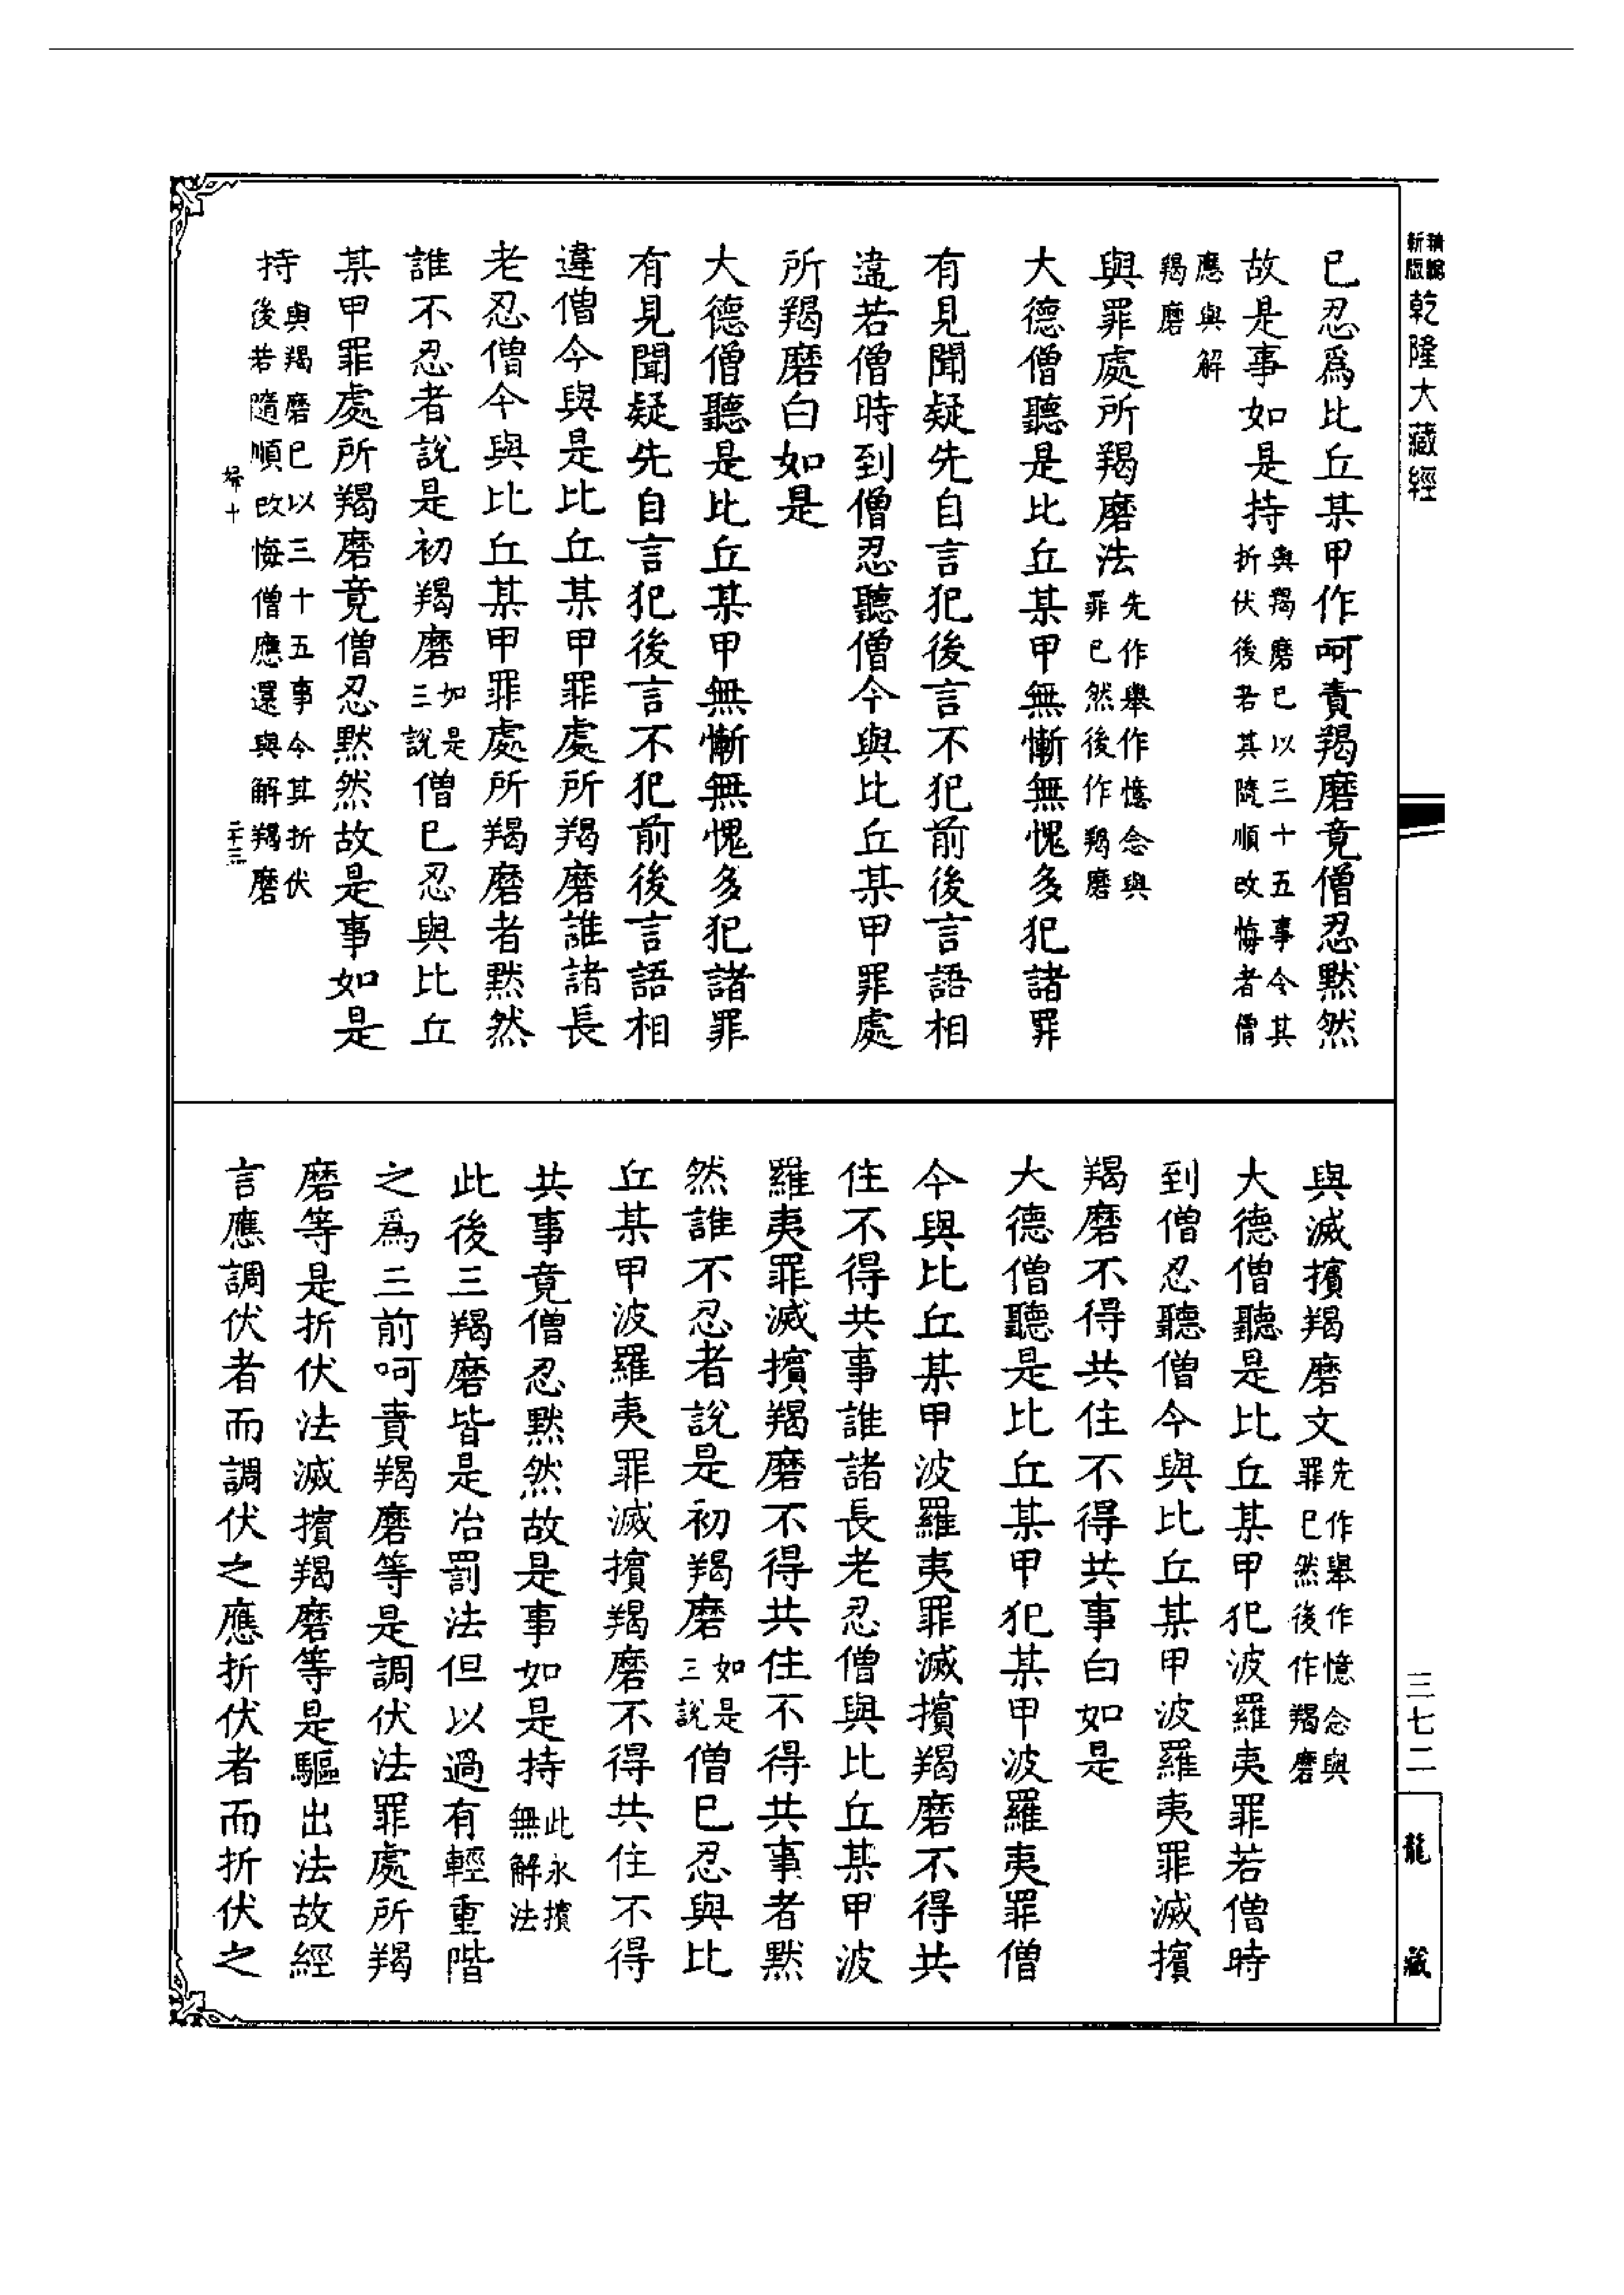 精鐫新版 乾隆大藏經
已忍爲比丘某甲作呵責羯磨竟僧忍默然
故是事如是持與羯磨已以三十五事令其折伏後若其隨順改悔者僧
應與解羯磨
與罪處所羯磨法先作舉作憶念與罪已然後作羯磨
大德僧聽是比丘某甲無慚無愧多犯諸罪
有見聞疑先自言犯後言不犯前後言語相
違若僧時到僧忍聽僧今與比丘某甲罪處
所羯磨白如是
大德僧聽是比丘某甲無慚無愧多犯諸罪
有見聞疑先自言犯後言不犯前後言語相
違僧今與是比丘某甲罪處所羯磨誰諸長
老忍僧今與比丘某甲罪處所羯磨者默然
誰不忍者說是初羯磨如是三說僧已忍與比丘
某甲罪處所羯磨竟僧忍默然故是事如是
持與羯磨已以三十五事令其折伏後若隨順改悔僧應還與解羯磨
二十三
與滅擯羯磨文先作舉作憶念與罪已然後作羯磨
大德僧聽是比丘某甲犯波羅夷罪若僧時
到僧忍聽僧今與比丘某甲波羅夷罪滅擯
羯磨不得共住不得共事白如是
大德僧聽是比丘某甲犯某甲波羅夷罪僧
今與比丘某甲波羅夷罪滅擯羯磨不得共
住不得共事誰諸長老忍僧與比丘某甲波
羅夷罪滅擯羯磨不得共住不得共事者默
然誰不忍者說是初羯磨如是三說僧已忍與比
丘某甲波羅夷罪滅擯羯磨不得共住不得
共事竟僧忍默然故是事如是持此永擯無解法
此後三羯磨皆是治罰法但以過有輕重階
之爲三前呵責羯磨等是調伏法罪處所羯
磨等是折伏法滅擯羯磨等是驅出法故經
言應調伏者而調伏之應折伏者而折伏之
三七二
龍藏